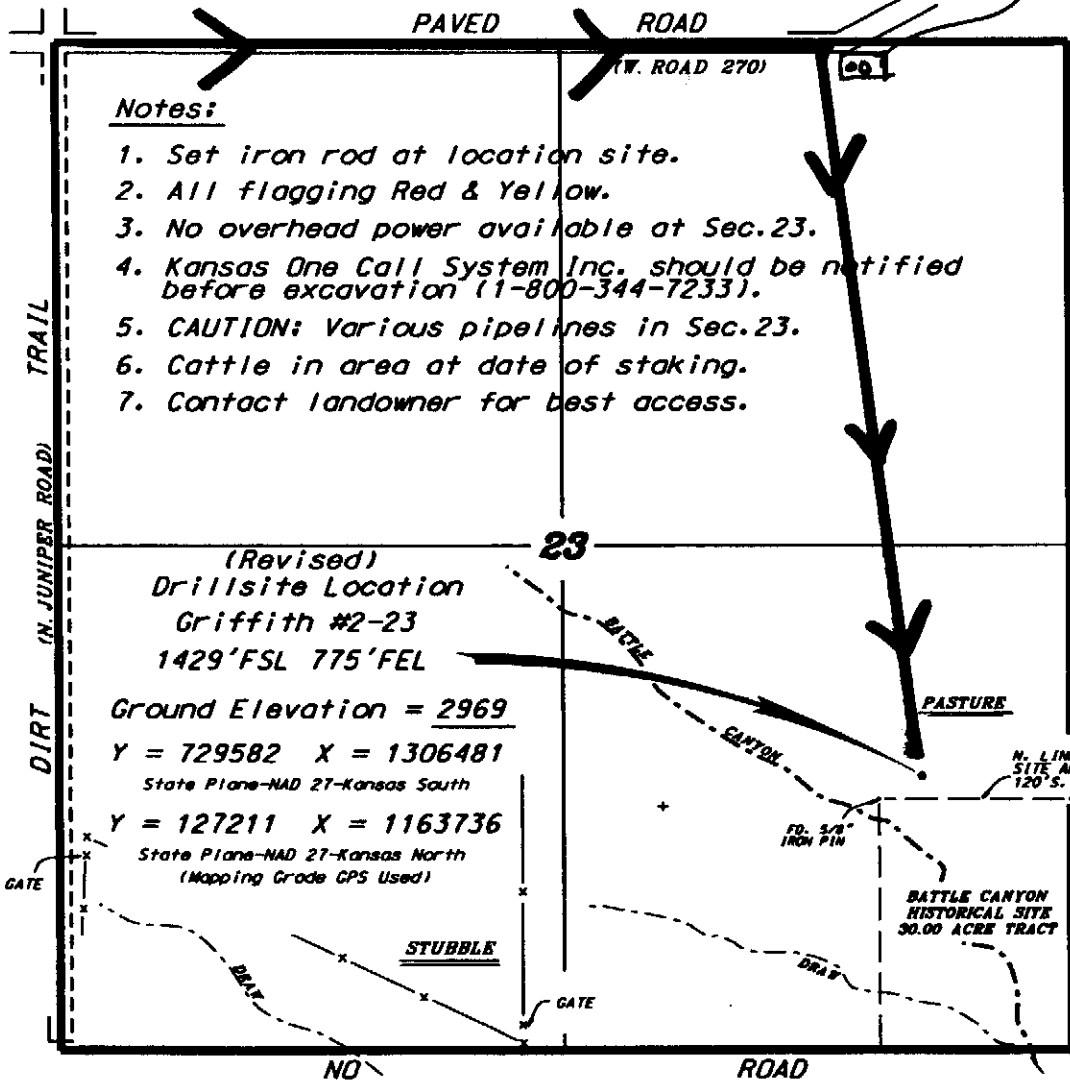 PAVED ROAD
(W. ROAD 270)
Notes:
1. Set iron rod at location site.
2. All flagging Red & Yellow.
3. No overhead power available at Sec.23.
4. Kansas One Call System Inc. should be notified
before excavation (1-800-344-7233).
5. CAUTION: Various pipelines in Sec.23.
6. Cattle in area at date of staking.
7. Contact landowner for best access.
DIRT (N. JUNIPER ROAD) TRAIL
23
(Revised)
Drillsite Location
Griffith #2-23
1429'FSL 775'FEL
Ground Elevation = 2969
Y = 729582 X = 1306481
State Plane-NAD 27-Kansas South
Y = 127211 X = 1163736
State Plane-NAD 27-Kansas North
(Mapping Grade GPS Used)
BATTLE
CANYON
PASTURE
N. LIN
SITE A
120'S.
FD. 5/8"
IRON PIN
GATE
BATTLE CANYON
HISTORICAL SITE
30.00 ACRE TRACT
STUBBLE
DRAW
DRAW
GATE
NO ROAD